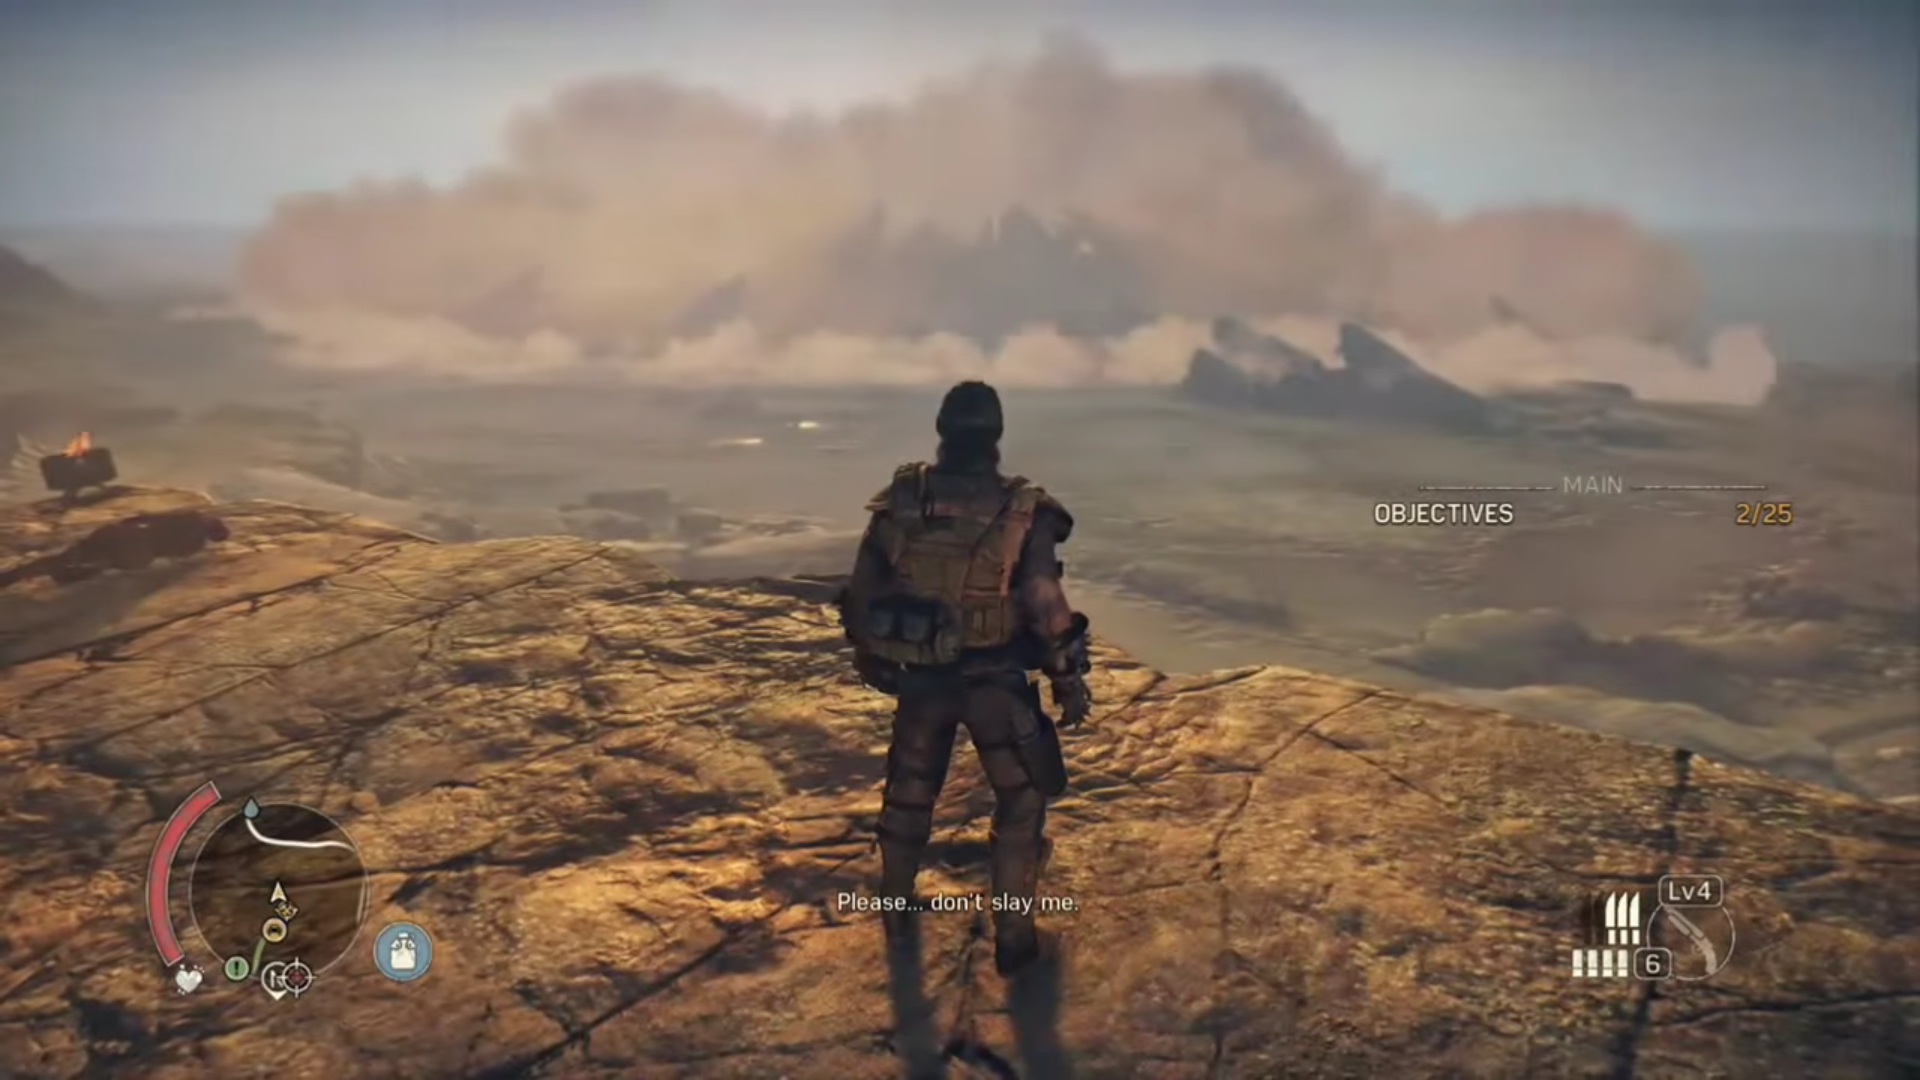 MAIN
OBJECTIVES 2/25
Please... don't slay me.
Lv4
6